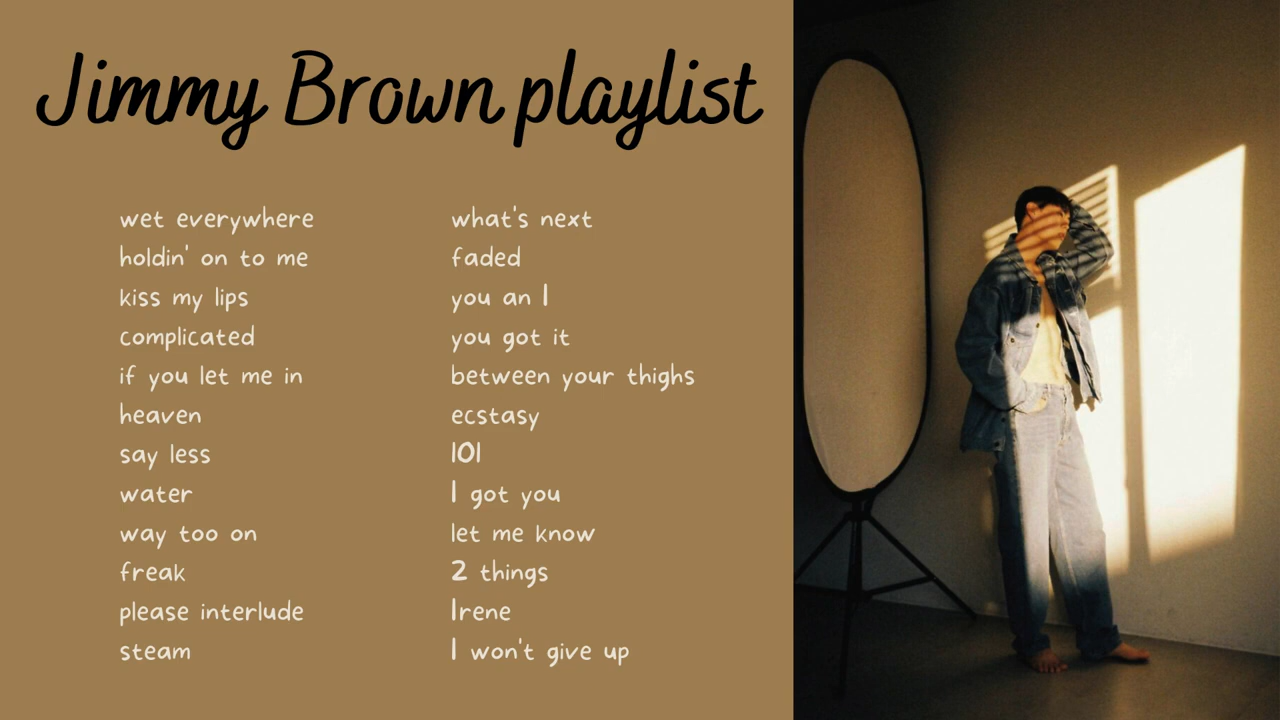 Jimmy Brown playlist
wet everywhere
holdin' on to me
kiss my lips
complicated
if you let me in
heaven
say less
water
way too on
freak
please interlude
steam
what's next
faded
you an I
you got it
between your thighs
ecstasy
101
I got you
let me know
2 things
Irene
I won't give up